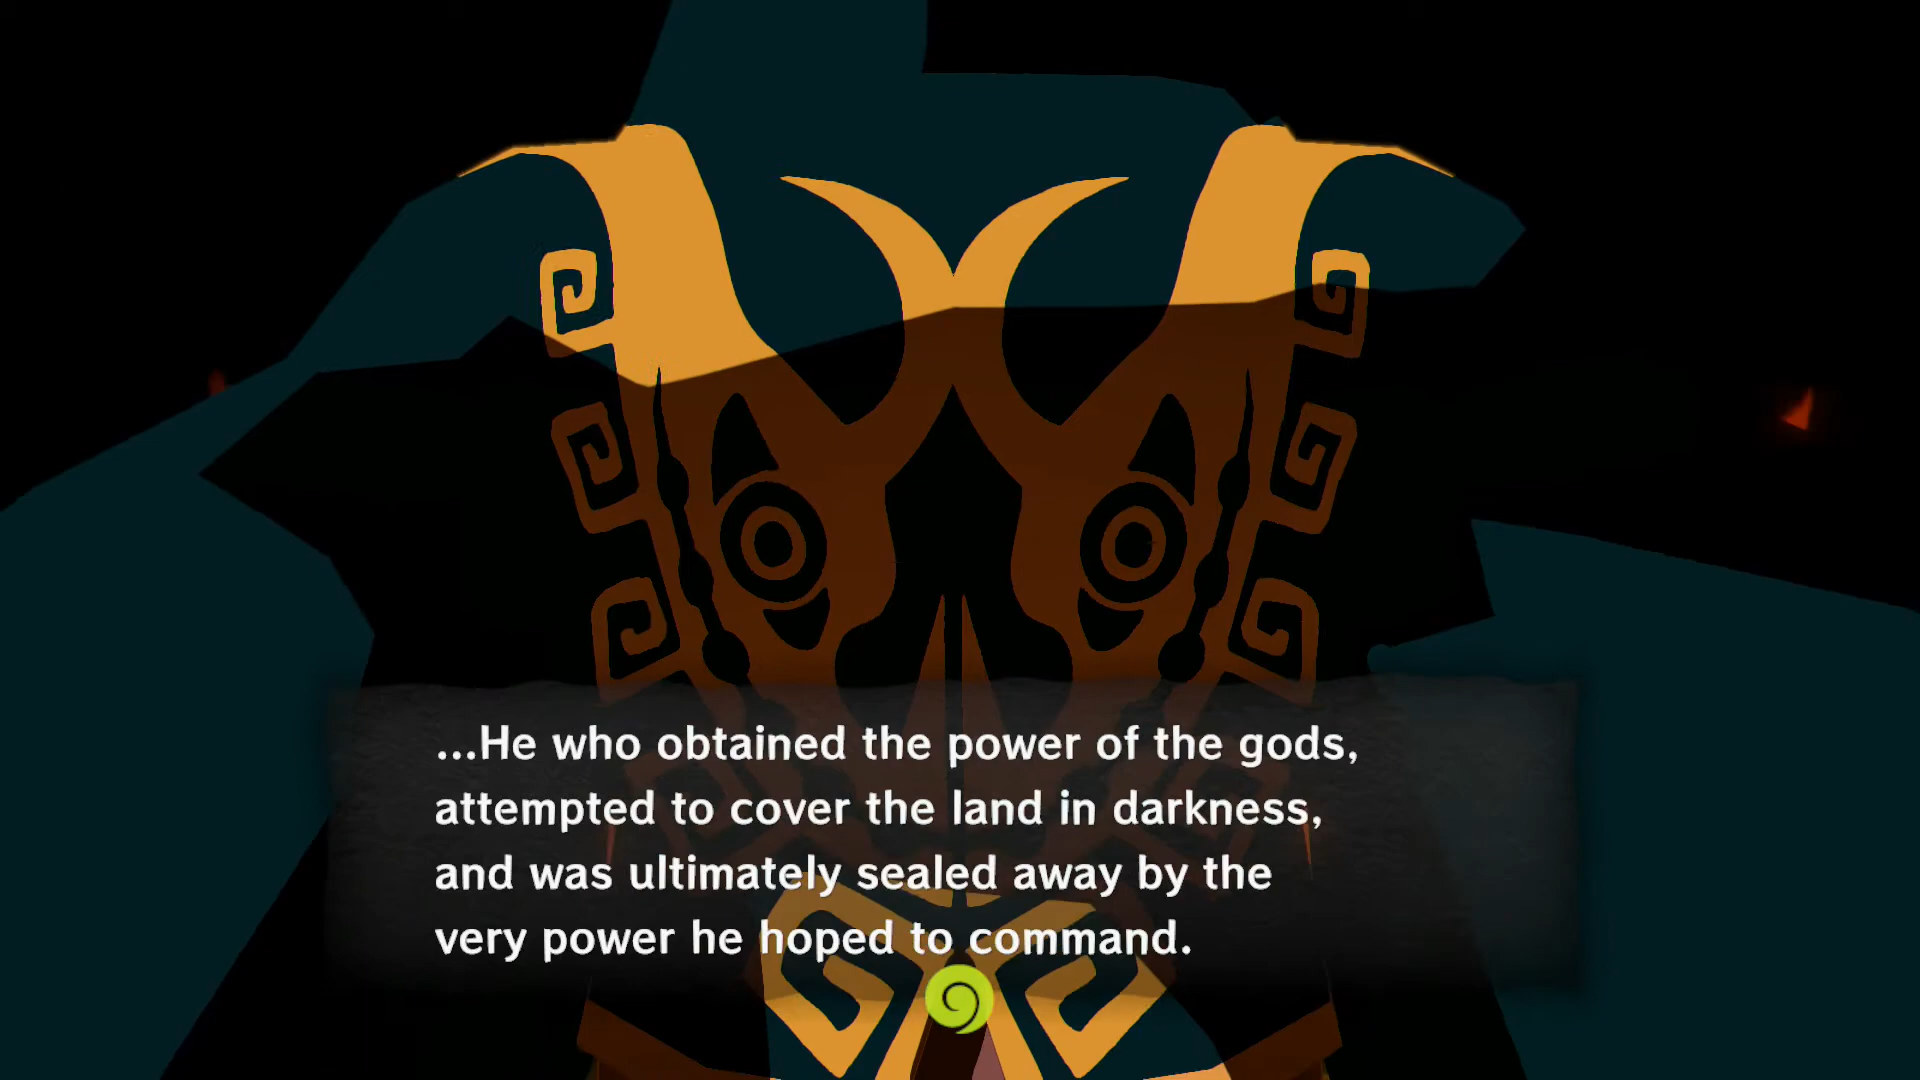 ...He who obtained the power of the gods,
attempted to cover the land in darkness,
and was ultimately sealed away by the
very power he hoped to command.